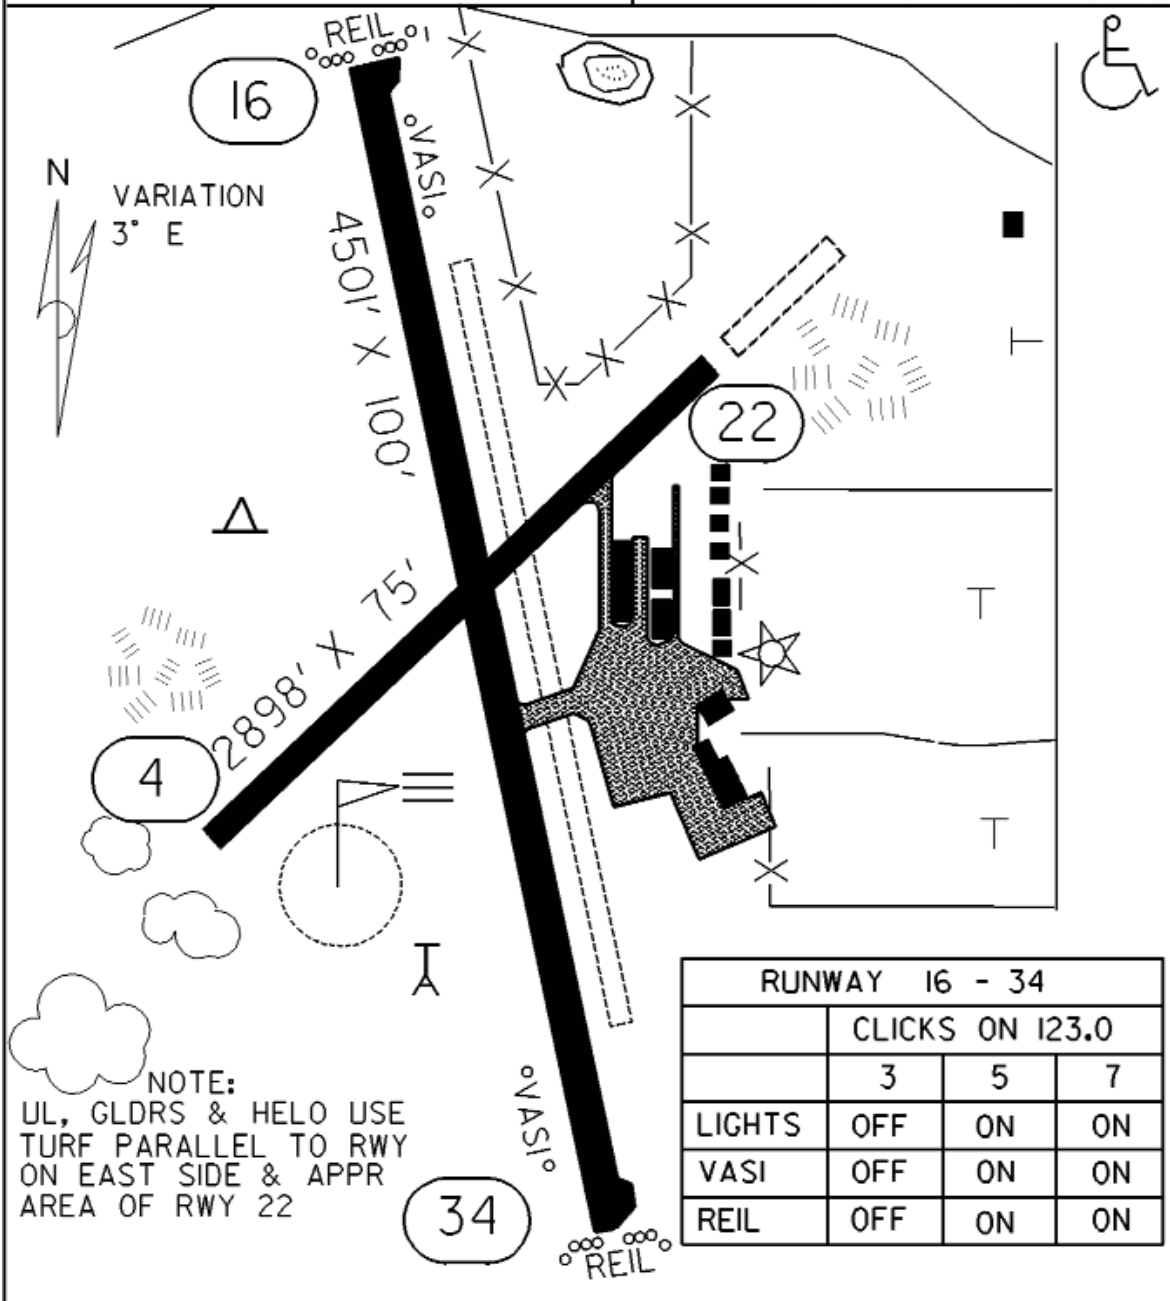 REIL
16
VASI
N
VARIATION
3° E
4501' X 100'
22
2898' X 75'
4
NOTE:
UL, GLDRS & HELO USE
TURF PARALLEL TO RWY
ON EAST SIDE & APPR
AREA OF RWY 22
VASI
34
REIL
RUNWAY 16 - 34
CLICKS ON 123.0
3 5 7
LIGHTS OFF ON ON
VASI OFF ON ON
REIL OFF ON ON